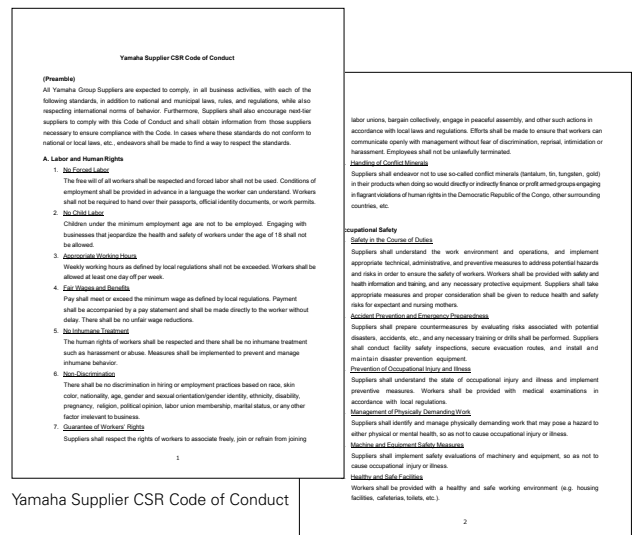 Yamaha Supplier CSR Code of Conduct
(Preamble)
All Yamaha Group Suppliers are expected to comply, in all business activities, with each of the
following standards, in addition to national and municipal laws, rules, and regulations, while also
respecting international norms of behavior. Furthermore, Suppliers shall also encourage next-tier
suppliers to comply with this Code of Conduct and shall obtain information from those suppliers
necessary to ensure compliance with the Code. In cases where these standards do not conform to
national or local laws, etc., endeavors shall be made to find a way to respect the standards.
A. Labor and Human Rights
1. No Forced Labor
The free will of all workers shall be respected and forced labor shall not be used. Conditions of
employment shall be provided in advance in a language the worker can understand. Workers
shall not be required to hand over their passports, official identity documents, or work permits.
2. No Child Labor
Children under the minimum employment age are not to be employed. Engaging with
businesses that jeopardize the health and safety of workers under the age of 18 shall not
be allowed.
3. Appropriate Working Hours
Weekly working hours as defined by local regulations shall not be exceeded. Workers shall be
allowed at least one day off per week.
4. Fair Wages and Benefits
Pay shall meet or exceed the minimum wage as defined by local regulations. Payment
shall be accompanied by a pay statement and shall be made directly to the worker without
delay. There shall be no unfair wage reductions.
5. No Inhumane Treatment
The human rights of workers shall be respected and there shall be no inhumane treatment
such as harassment or abuse. Measures shall be implemented to prevent and manage
inhumane behavior.
6. Non-Discrimination
There shall be no discrimination in hiring or employment practices based on race, skin
color, nationality, age, gender and sexual orientation/gender identity, ethnicity, disability,
pregnancy, religion, political opinion, labor union membership, marital status, or any other
factor irrelevant to business.
7. Guarantee of Workers' Rights
Suppliers shall respect the rights of workers to associate freely, join or refrain from joining
1
Yamaha Supplier CSR Code of Conduct
labor unions, bargain collectively, engage in peaceful assembly, and other such actions in
accordance with local laws and regulations. Efforts shall be made to ensure that workers can
communicate openly with management without fear of discrimination, reprisal, intimidation or
harassment. Employees shall not be unlawfully terminated.
Handling of Conflict Minerals
Suppliers shall endeavor not to use so-called conflict minerals (tantalum, tin, tungsten, gold)
in their products when doing so would directly or indirectly finance or profit armed groups engaging
in flagrant violations of human rights in the Democratic Republic of the Congo, other surrounding
countries, etc.
ccupational Safety
Safety in the Course of Duties
Suppliers shall understand the work environment and operations, and implement
appropriate technical, administrative, and preventive measures to address potential hazards
and risks in order to ensure the safety of workers. Workers shall be provided with safety and
health information and training, and any necessary protective equipment. Suppliers shall take
appropriate measures and proper consideration shall be given to reduce health and safety
risks for expectant and nursing mothers.
Accident Prevention and Emergency Preparedness
Suppliers shall prepare countermeasures by evaluating risks associated with potential
disasters, accidents, etc., and any necessary training or drills shall be performed. Suppliers
shall conduct facility safety inspections, secure evacuation routes, and install and
maintain disaster prevention equipment.
Prevention of Occupational Injury and Illness
Suppliers shall understand the state of occupational injury and illness and implement
preventive measures. Workers shall be provided with medical examinations in
accordance with local regulations.
Management of Physically Demanding Work
Suppliers shall identify and manage physically demanding work that may pose a hazard to
either physical or mental health, so as not to cause occupational injury or illness.
Machine and Equipment Safety Measures
Suppliers shall implement safety evaluations of machinery and equipment, so as not to
cause occupational injury or illness.
Healthy and Safe Facilities
Workers shall be provided with a healthy and safe working environment (e.g. housing
facilities, cafeterias, toilets, etc.).
2